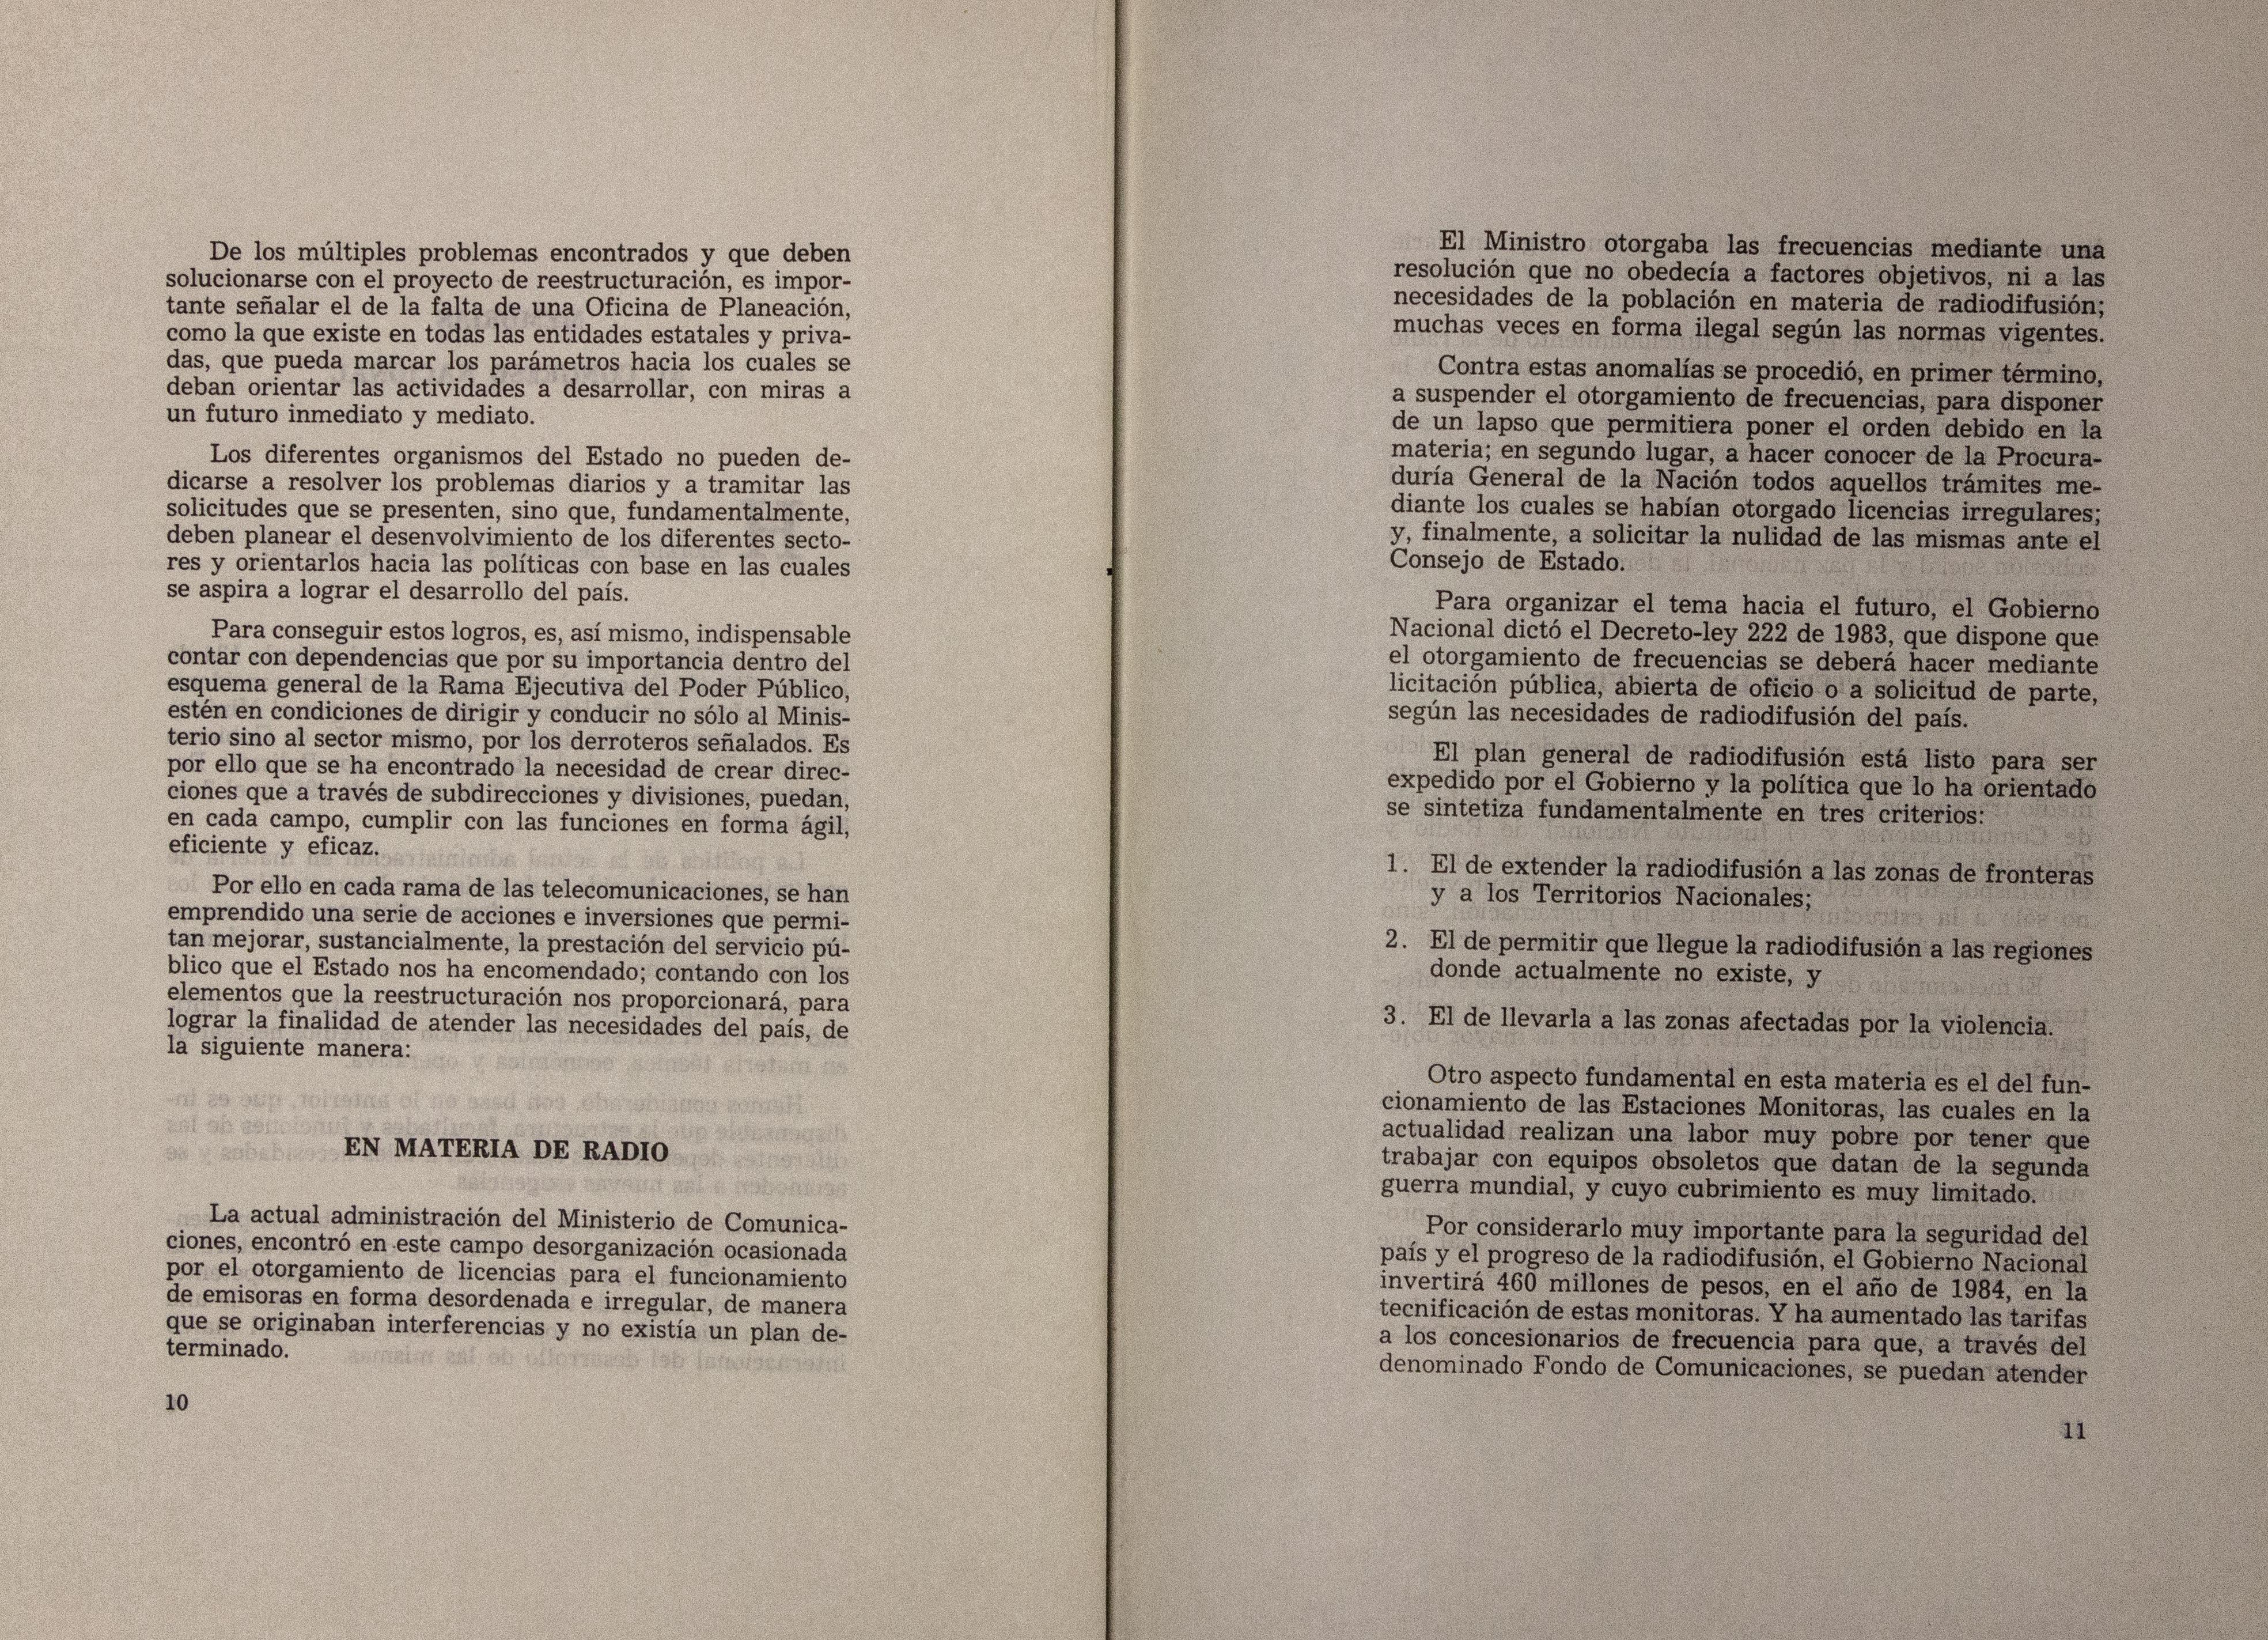 De los múltiples problemas encontrados y que deben
solucionarse con el proyecto de reestructuración, es impor-
tante señalar el de la falta de una Oficina de Planeación,
como la que existe en todas las entidades estatales y priva-
das, que pueda marcar los parámetros hacia los cuales se
deban orientar las actividades a desarrollar, con miras a
un futuro inmediato y mediato.
Los diferentes organismos del Estado no pueden de-
dicarse a resolver los problemas diarios y a tramitar las
solicitudes que se presenten, sino que, fundamentalmente,
deben planear el desenvolvimiento de los diferentes secto-
res y orientarlos hacia las políticas con base en las cuales
se aspira a lograr el desarrollo del país.
Para conseguir estos logros, es, así mismo, indispensable
contar con dependencias que por su importancia dentro del
esquema general de la Rama Ejecutiva del Poder Público,
estén en condiciones de dirigir y conducir no sólo al Minis-
terio sino al sector mismo, por los derroteros señalados. Es
por ello que se ha encontrado la necesidad de crear direc-
ciones que a través de subdirecciones y divisiones, puedan,
en cada campo, cumplir con las funciones en forma ágil,
eficiente y eficaz.
Por ello en cada rama de las telecomunicaciones, se han
emprendido una serie de acciones e inversiones que permi-
tan mejorar, sustancialmente, la prestación del servicio pú-
blico que el Estado nos ha encomendado; contando con los
elementos que la reestructuración nos proporcionará, para
lograr la finalidad de atender las necesidades del país, de
la siguiente manera:
EN MATERIA DE RADIO
La actual administración del Ministerio de Comunica-
ciones, encontró en este campo desorganización ocasionada
por el otorgamiento de licencias para el funcionamiento
de emisoras en forma desordenada e irregular, de manera
que se originaban interferencias y no existía un plan de-
terminado.
10
El Ministro otorgaba las frecuencias mediante una
resolución que no obedecía a factores objetivos, ni a las
necesidades de la población en materia de radiodifusión;
muchas veces en forma ilegal según las normas vigentes.
Contra estas anomalías se procedió, en primer término,
a suspender el otorgamiento de frecuencias, para disponer
de un lapso que permitiera poner el orden debido en la
materia; en segundo lugar, a hacer conocer de la Procura-
duría General de la Nación todos aquellos trámites me-
diante los cuales se habían otorgado licencias irregulares;
y, finalmente, a solicitar la nulidad de las mismas ante el
Consejo de Estado.
Para organizar el tema hacia el futuro, el Gobierno
Nacional dictó el Decreto-ley 222 de 1983, que dispone que
el otorgamiento de frecuencias se deberá hacer mediante
licitación pública, abierta de oficio o a solicitud de parte,
según las necesidades de radiodifusión del país.
El plan general de radiodifusión está listo para ser
expedido por el Gobierno y la política que lo ha orientado
se sintetiza fundamentalmente en tres criterios:
1. El de extender la radiodifusión a las zonas de fronteras
y a los Territorios Nacionales;
2. El de permitir que llegue la radiodifusión a las regiones
donde actualmente no existe, y
3. El de llevarla a las zonas afectadas por la violencia.
Otro aspecto fundamental en esta materia es el del fun-
cionamiento de las Estaciones Monitoras, las cuales en la
actualidad realizan una labor muy pobre por tener que
trabajar con equipos obsoletos que datan de la segunda
guerra mundial, y cuyo cubrimiento es muy limitado.
Por considerarlo muy importante para la seguridad del
país y el progreso de la radiodifusión, el Gobierno Nacional
invertirá 460 millones de pesos, en el año de 1984, en la
tecnificación de estas monitoras. Y ha aumentado las tarifas
a los concesionarios de frecuencia para que, a través del
denominado Fondo de Comunicaciones, se puedan atender
11